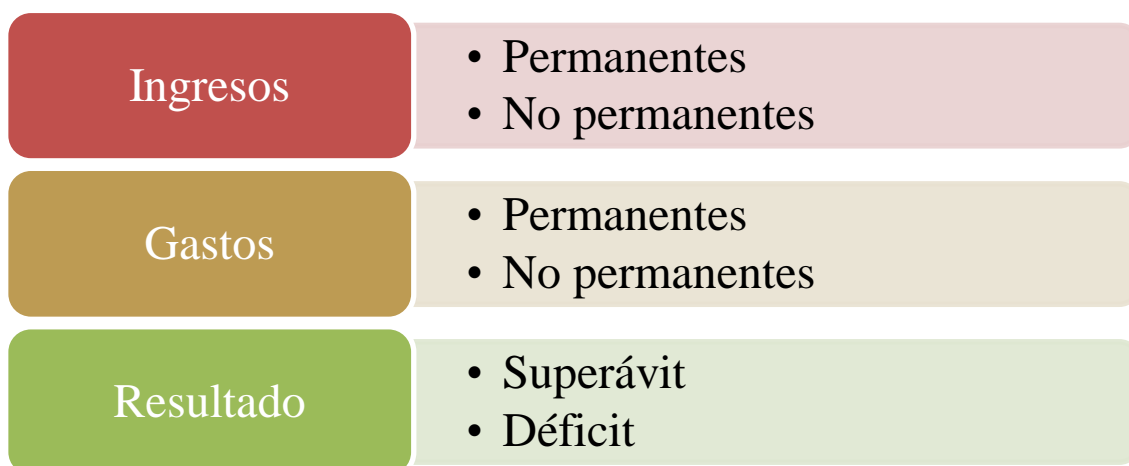 Ingresos
• Permanentes
• No permanentes
Gastos
• Permanentes
• No permanentes
Resultado
• Superávit
• Déficit